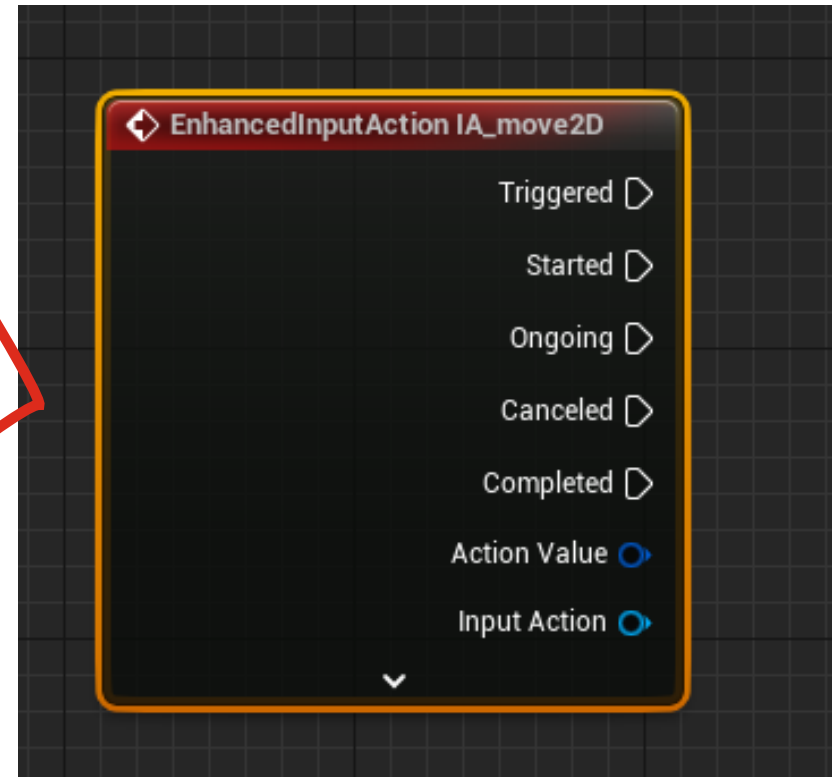 EnhancedInputAction IA_move2D
Triggered
Started
Ongoing
Canceled
Completed
Action Value
Input Action